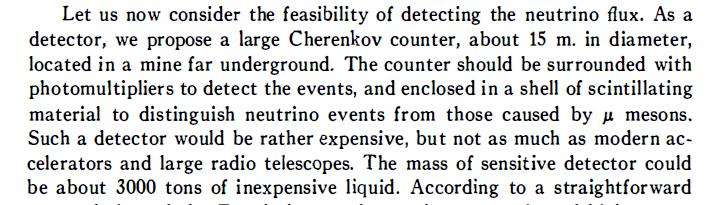 Let us now consider the feasibility of detecting the neutrino flux. As a
detector, we propose a large Cherenkov counter, about 15 m. in diameter,
located in a mine far underground. The counter should be surrounded with
photomultipliers to detect the events, and enclosed in a shell of scintillating
material to distinguish neutrino events from those caused by μ mesons.
Such a detector would be rather expensive, but not as much as modern ac-
celerators and large radio telescopes. The mass of sensitive detector could
be about 3000 tons of inexpensive liquid. According to a straightforward